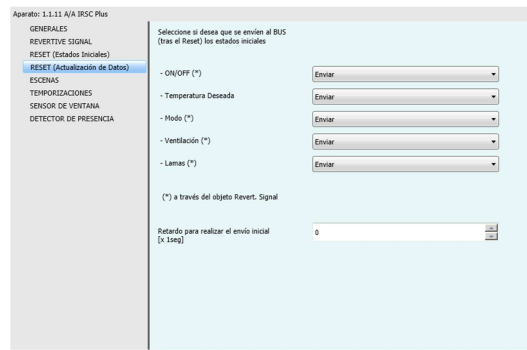 Aparato: 1.1.11 A/A IRSC Plus
GENERALES
REVERTIVE SIGNAL
RESET (Estados Iniciales)
RESET (Actualización de Datos)
ESCENAS
TEMPORIZACIONES
SENSOR DE VENTANA
DETECTOR DE PRESENCIA
Seleccione si desea que se envíen al BUS
(tras el Reset) los estados iniciales
- ON/OFF (*) Enviar
- Temperatura Deseada Enviar
- Modo (*) Enviar
- Ventilación (*) Enviar
- Lamas (*) Enviar
(*) a través del objeto Revert. Signal
Retardo para realizar el envío inicial 0
[x 1seg]